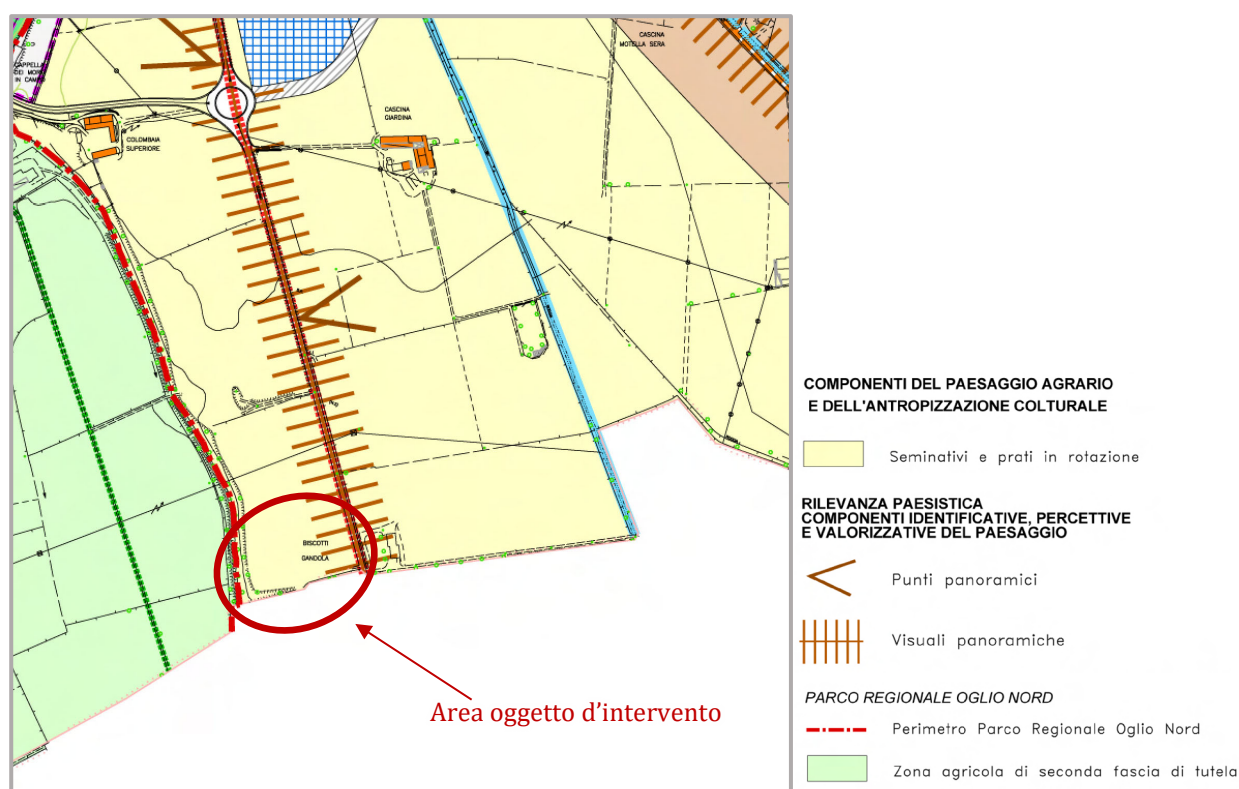 CASCINA
MOTELLA SERA
CAPPELLA
DEI MORTI
IN CAMPO
COLOMBAIA
SUPERIORE
CASCINA
GIARDINA
BISCOTTI
GANDOLA
Area oggetto d'intervento
COMPONENTI DEL PAESAGGIO AGRARIO
E DELL'ANTROPIZZAZIONE COLTURALE
Seminativi e prati in rotazione
RILEVANZA PAESISTICA
COMPONENTI IDENTIFICATIVE, PERCETTIVE
E VALORIZZATIVE DEL PAESAGGIO
Punti panoramici
Visuali panoramiche
PARCO REGIONALE OGLIO NORD
Perimetro Parco Regionale Oglio Nord
Zona agricola di seconda fascia di tutela